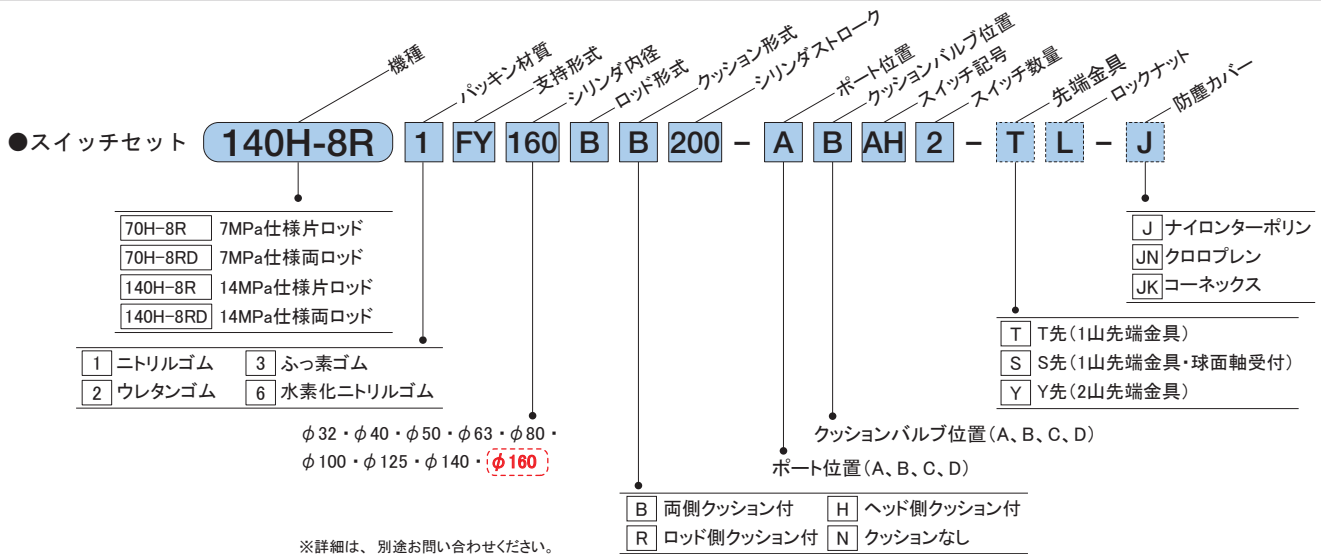 機種
パッキン材質
支持形式
シリンダ内径
ロッド形式
クッション形式
シリンダストローク
ポート位置
クッションバルブ位置
スイッチ記号
スイッチ数量
先端金具
ロックナット
防塵カバー
●スイッチセット 140H-8R 1 FY 160 B B 200 - A B AH 2 - T L - J
70H-8R 7MPa仕様片ロッド
70H-8RD 7MPa仕様両ロッド
140H-8R 14MPa仕様片ロッド
140H-8RD 14MPa仕様両ロッド
1 ニトリルゴム 3 ふっ素ゴム
2 ウレタンゴム 6 水素化ニトリルゴム
φ32・φ40・φ50・φ63・φ80・
φ100・φ125・φ140・φ160
J ナイロンターポリン
JN クロロプレン
JK コーネックス
T T先(1山先端金具)
S S先(1山先端金具・球面軸受付)
Y Y先(2山先端金具)
クッションバルブ位置(A、B、C、D)
ポート位置(A、B、C、D)
B 両側クッション付 H ヘッド側クッション付
R ロッド側クッション付 N クッションなし
※詳細は、別途お問い合わせください。